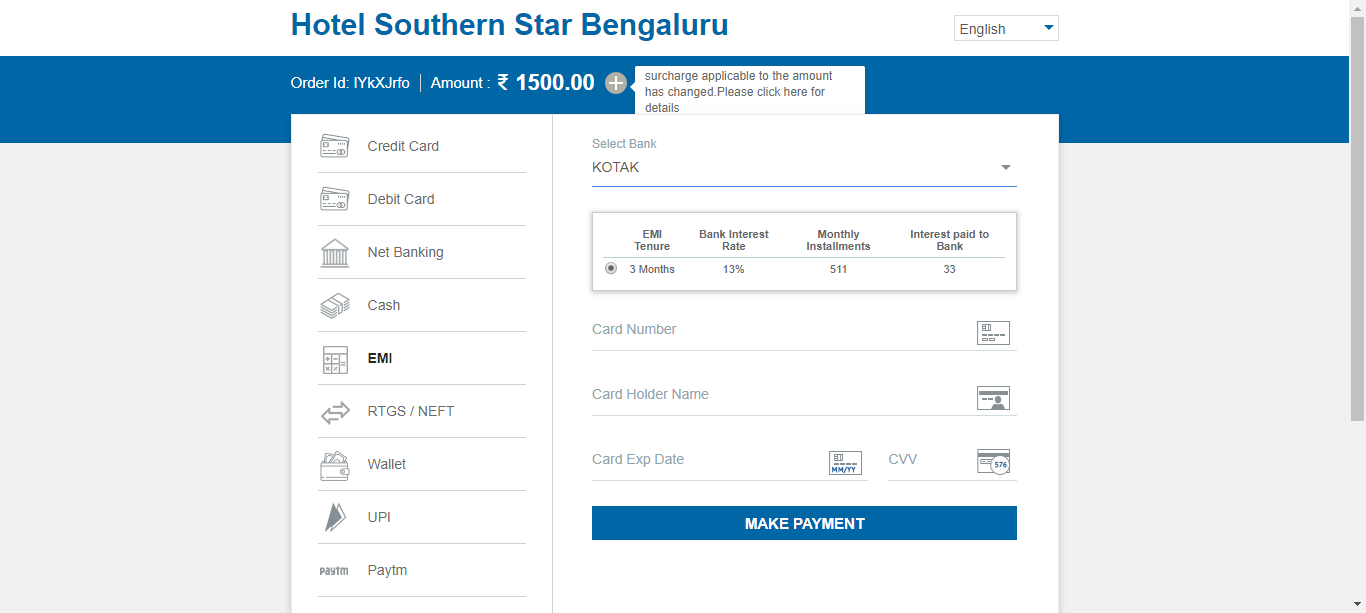 Hotel Southern Star Bengaluru
English
Order Id: IYkXJrfo | Amount : ₹ 1500.00
surcharge applicable to the amount
has changed.Please click here for
details
Credit Card
Debit Card
Net Banking
Cash
EMI
RTGS / NEFT
Wallet
UPI
paytm Paytm
Select Bank
KOTAK
EMI Tenure Bank Interest Rate Monthly Installments Interest paid to Bank
3 Months 13% 511 33
Card Number
Card Holder Name
Card Exp Date MM/YY CVV 576
MAKE PAYMENT